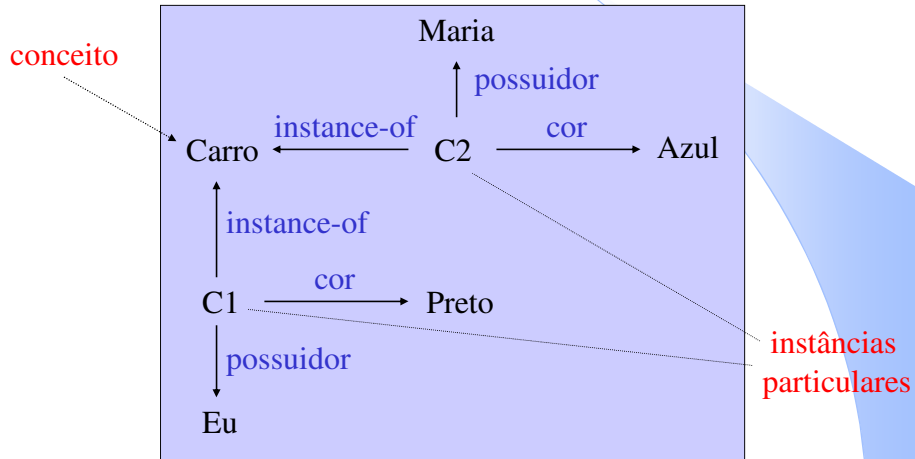 Maria
conceito
possuidor
instance-of
cor
Carro
C2
Azul
instance-of
cor
C1
Preto
instâncias
possuidor
particulares
Eu